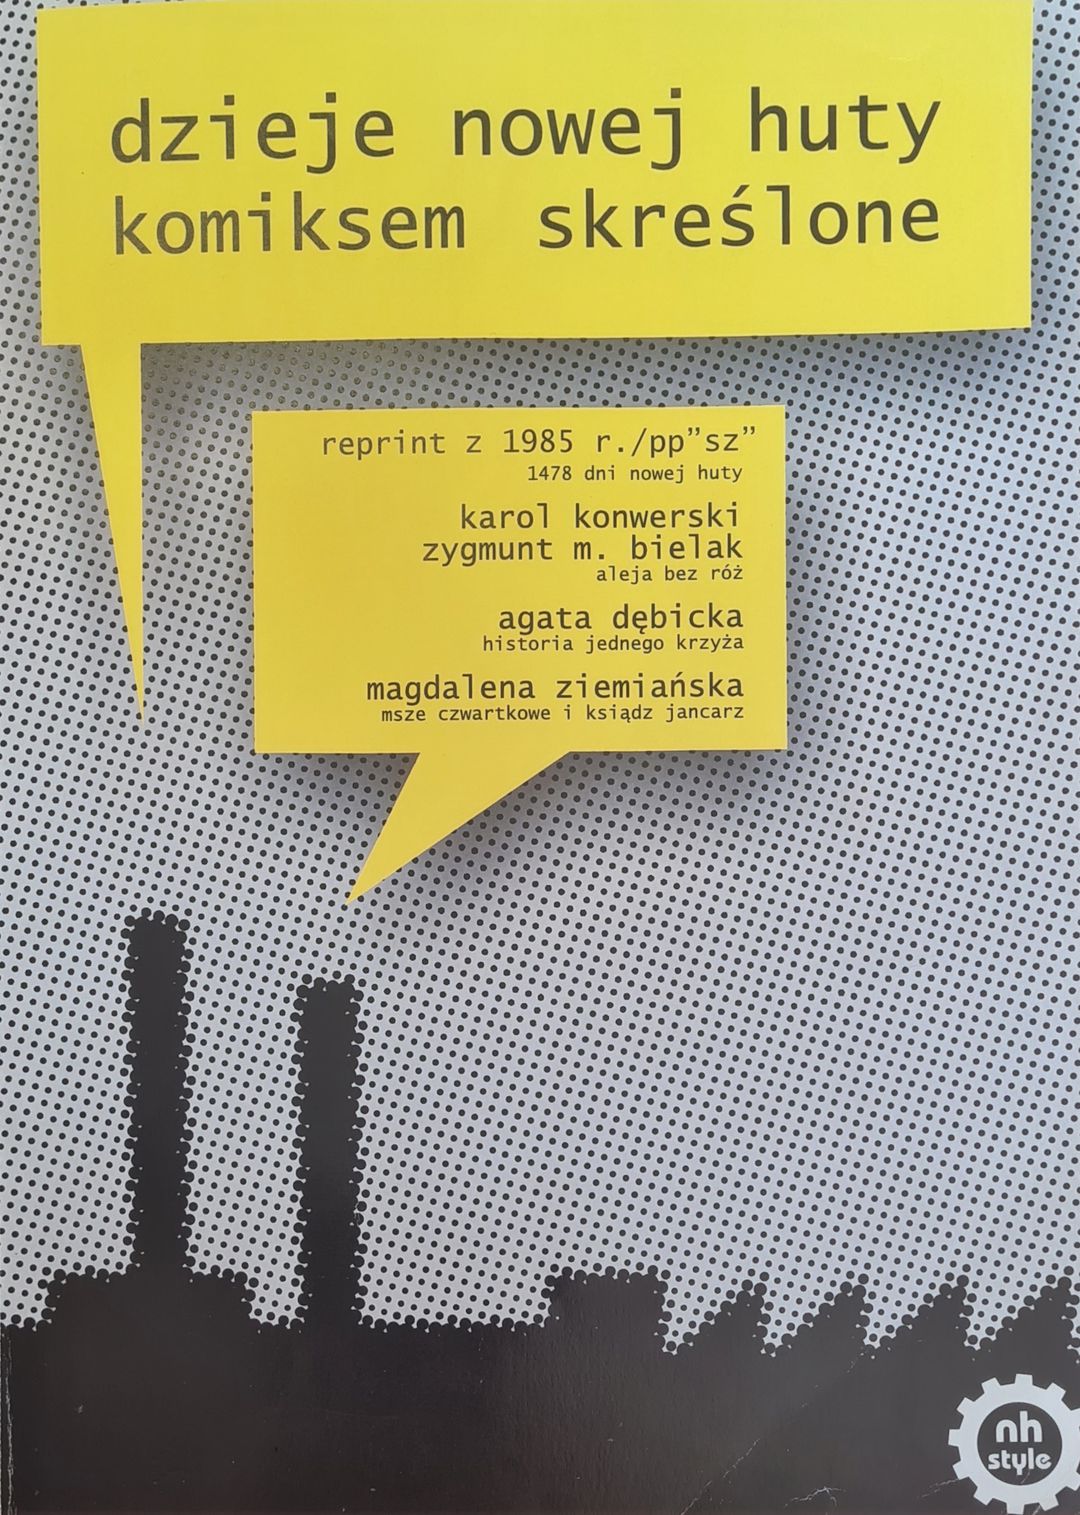 dzieje nowej huty
komiksem skreślone
reprint z 1985 r./pp”sz”
1478 dni nowej huty
karol konwerski
zygmunt m. bielak
aleja bez róż
agata dębicka
historia jednego krzyża
magdalena ziemiańska
msze czwartkowe i ksiądz jancarz
nh
style